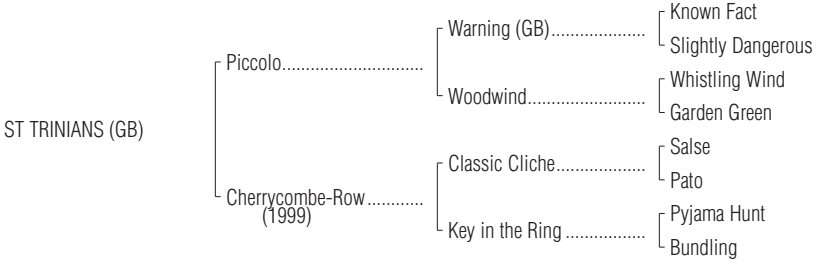 Known Fact
Warning (GB)....................
Slightly Dangerous
Piccolo.............................
Whistling Wind
Woodwind........................
Garden Green
ST TRINIANS (GB)
Salse
Classic Cliche..................
Pato
Cherrycombe-Row............
(1999)
Pyjama Hunt
Key in the Ring ................
Bundling